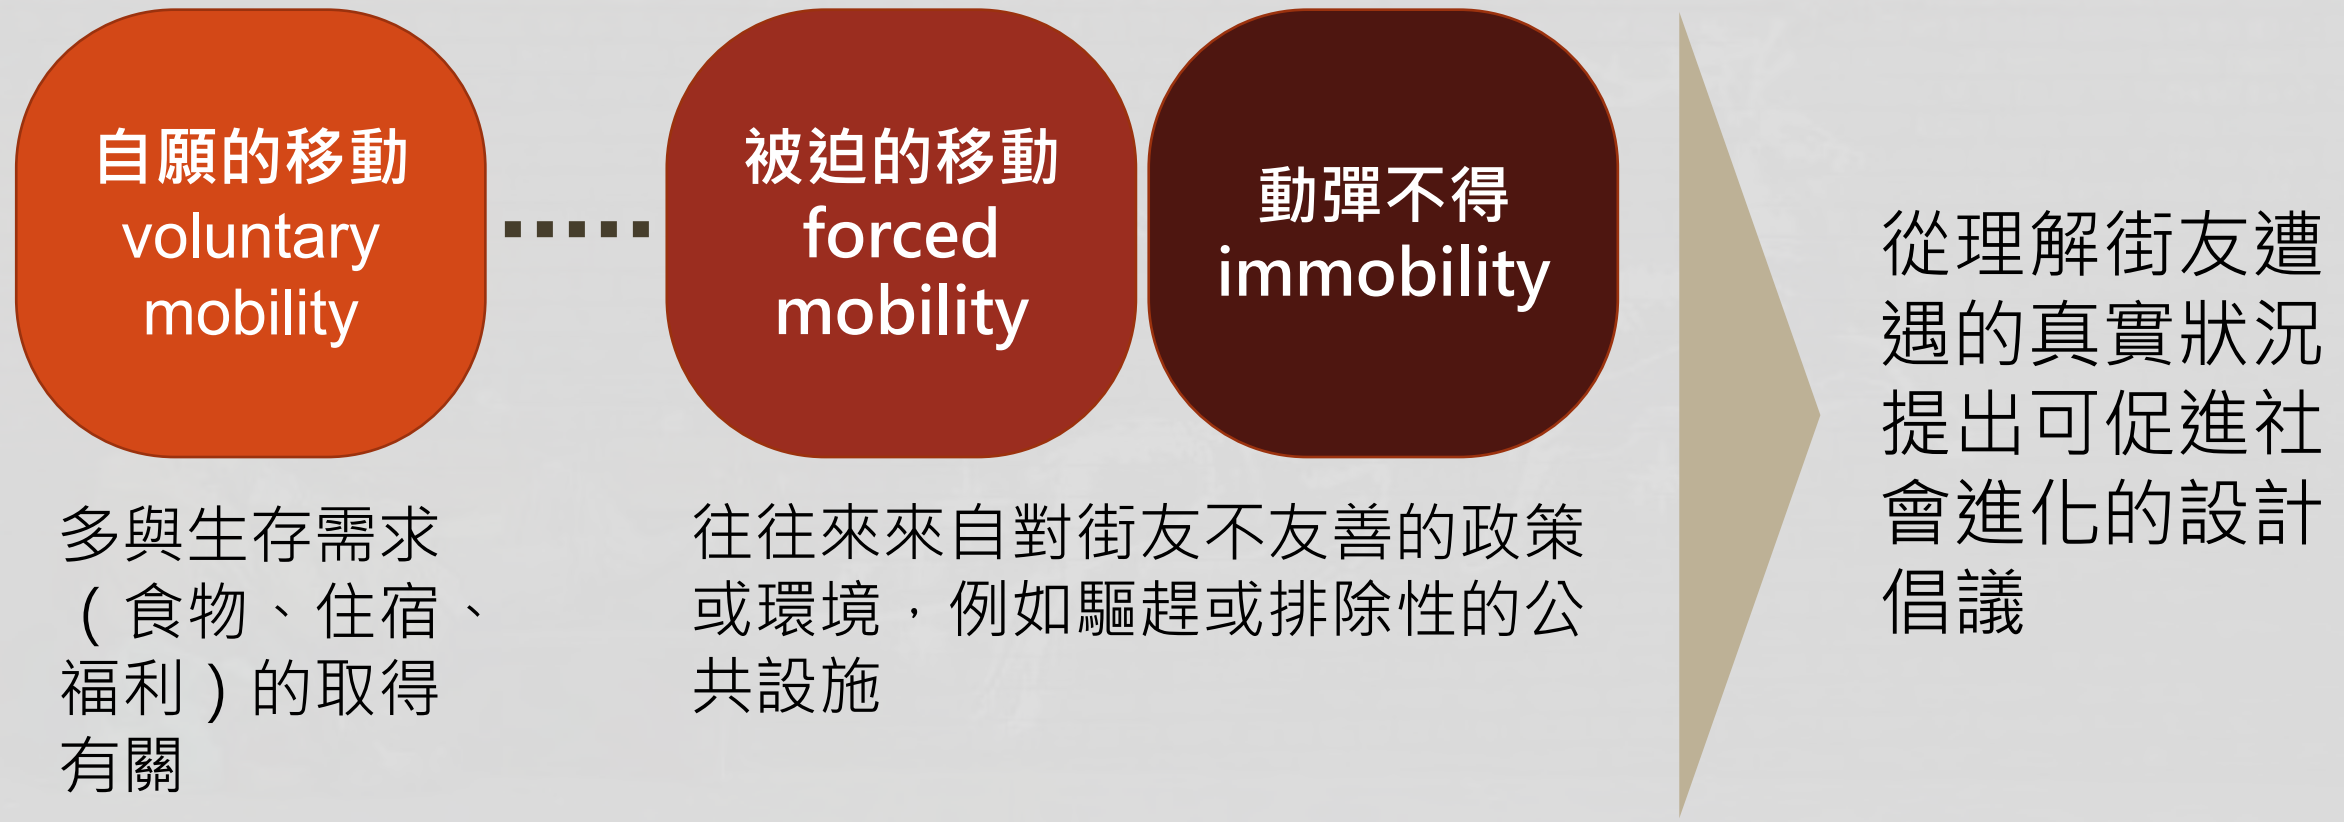 自願的移動
voluntary
mobility
被迫的移動
forced
mobility
動彈不得
immobility
多與生存需求
（食物、住宿、
福利）的取得
有關
往往來來自對街友不友善的政策
或環境，例如驅趕或排除性的公
共設施
從理解街友遭
遇的真實狀況
提出可促進社
會進化的設計
倡議